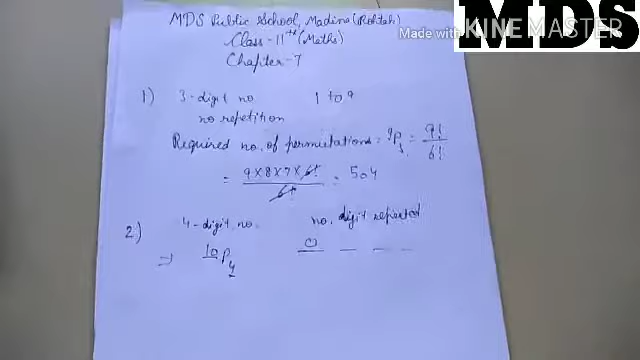 MDS Public School, Madina (Rohtak)
Class-11th (Maths)
Chapter-7
1) 3-digit no 1 to 9
no repetition
Required no. of permutations = 9P3 = 9!/6!
= 9×8×7×6!/6! = 504
2) 4-digit no. no. digit repeated
⇒ 10P4 0 _ _ _
Made with KINE MASTER
MDS